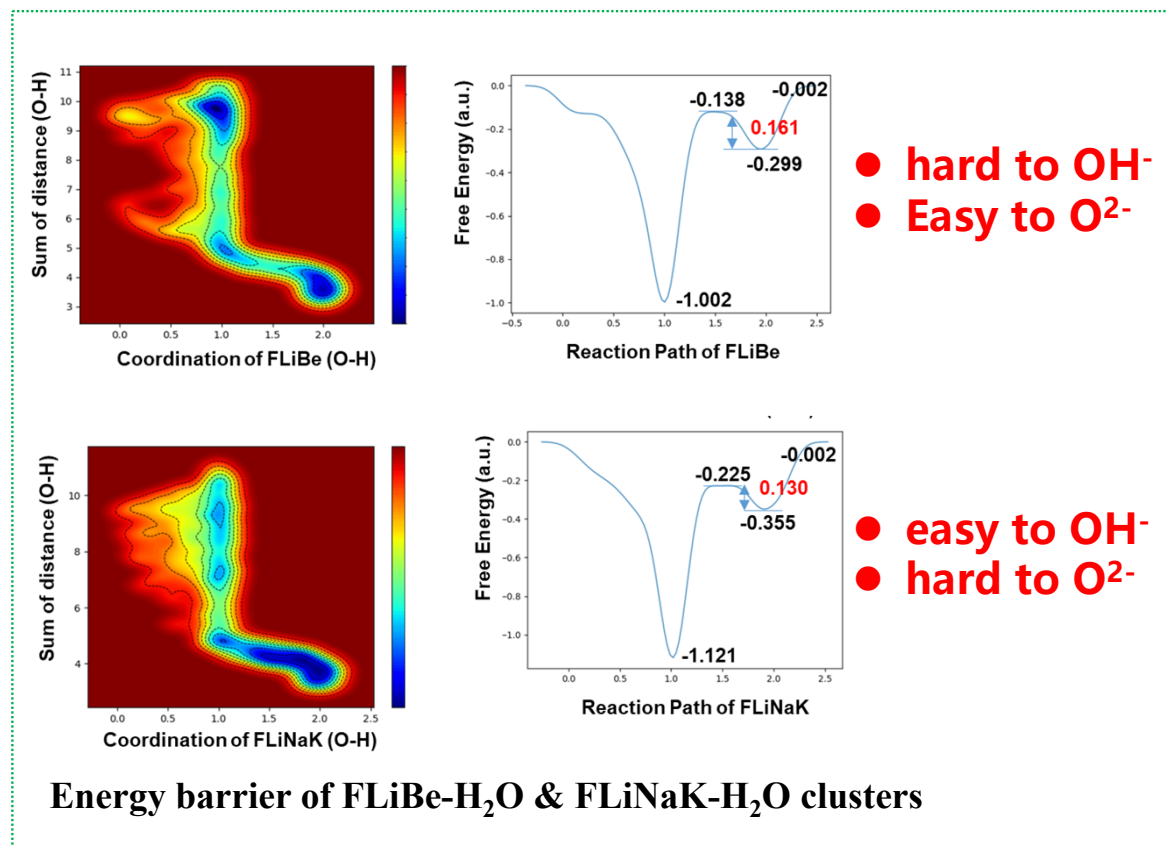 11
10
9
8
7
6
5
4
3
Sum of distance (O-H)
0.0 0.5 1.0 1.5 2.0
Coordination of FLiBe (O-H)
0.0
−0.2
−0.4
−0.6
−0.8
−1.0
Free Energy (a.u.)
-0.138
-0.002
0.161
-0.299
-1.002
−0.5 0.0 0.5 1.0 1.5 2.0 2.5
Reaction Path of FLiBe
● hard to OH-
● Easy to O2-
10
8
6
4
Sum of distance (O-H)
0.0 0.5 1.0 1.5 2.0 2.5
Coordination of FLiNaK (O-H)
0.0
−0.2
−0.4
−0.6
−0.8
−1.0
Free Energy (a.u.)
-0.225
-0.002
0.130
-0.355
-1.121
0.0 0.5 1.0 1.5 2.0 2.5
Reaction Path of FLiNaK
● easy to OH-
● hard to O2-
Energy barrier of FLiBe-H2O & FLiNaK-H2O clusters